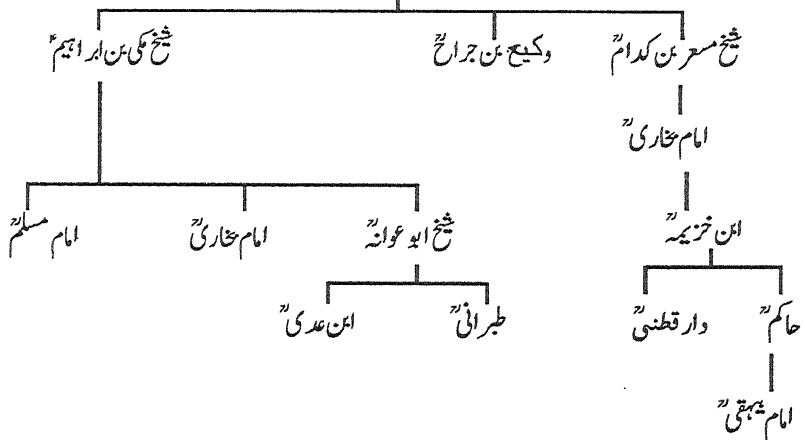 شیخ مسعر بن کدامؒ وکیع بن جراحؒ شیخ مکی بن ابراہیمؒ
امام بخاریؒ
ابن خزیمہؒ شیخ ابو عوانہؒ امام بخاریؒ امام مسلمؒ
حاکمؒ دار قطنیؒ طبرانیؒ ابن عدیؒ
امام بیہقیؒ